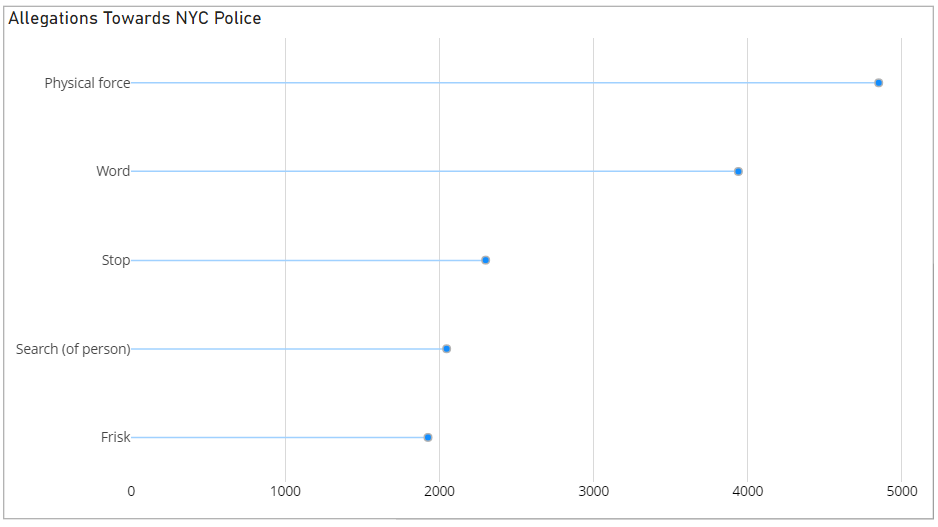 Allegations Towards NYC Police
Physical force
Word
Stop
Search (of person)
Frisk
0 1000 2000 3000 4000 5000